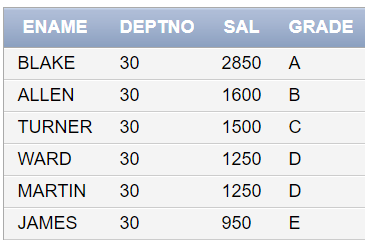 ENAME DEPTNO SAL GRADE
BLAKE 30 2850 A
ALLEN 30 1600 B
TURNER 30 1500 C
WARD 30 1250 D
MARTIN 30 1250 D
JAMES 30 950 E